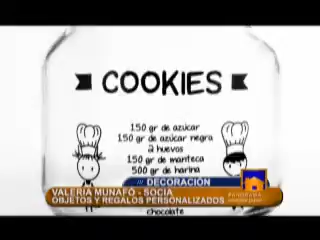 COOKIES
150 gr de azúcar
150 gr de azúcar negra
2 huevos
150 gr de manteca
500 gr de harina
DECORACIÓN
VALERIA MUNAFÓ - SOCIA
OBJETOS Y REGALOS PERSONALIZADOS
chocolate